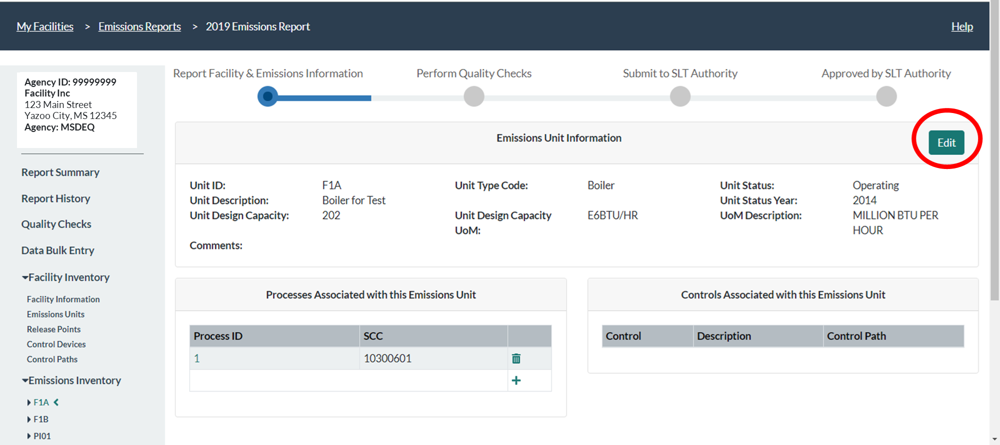 My Facilities > Emissions Reports > 2019 Emissions Report Help
Agency ID: 99999999
Facility Inc
123 Main Street
Yazoo City, MS 12345
Agency: MSDEQ
Report Summary
Report History
Quality Checks
Data Bulk Entry
Facility Inventory
Facility Information
Emissions Units
Release Points
Control Devices
Control Paths
Emissions Inventory
F1A
F1B
PI01
Report Facility & Emissions Information Perform Quality Checks Submit to SLT Authority Approved by SLT Authority
Emissions Unit Information Edit
Unit ID: F1A Unit Type Code: Boiler Unit Status: Operating
Unit Description: Boiler for Test Unit Status Year: 2014
Unit Design Capacity: 202 Unit Design Capacity E6BTU/HR UoM Description: MILLION BTU PER
UoM: HOUR
Comments:
Processes Associated with this Emissions Unit
Process ID SCC
1 10300601
Controls Associated with this Emissions Unit
Control Description Control Path